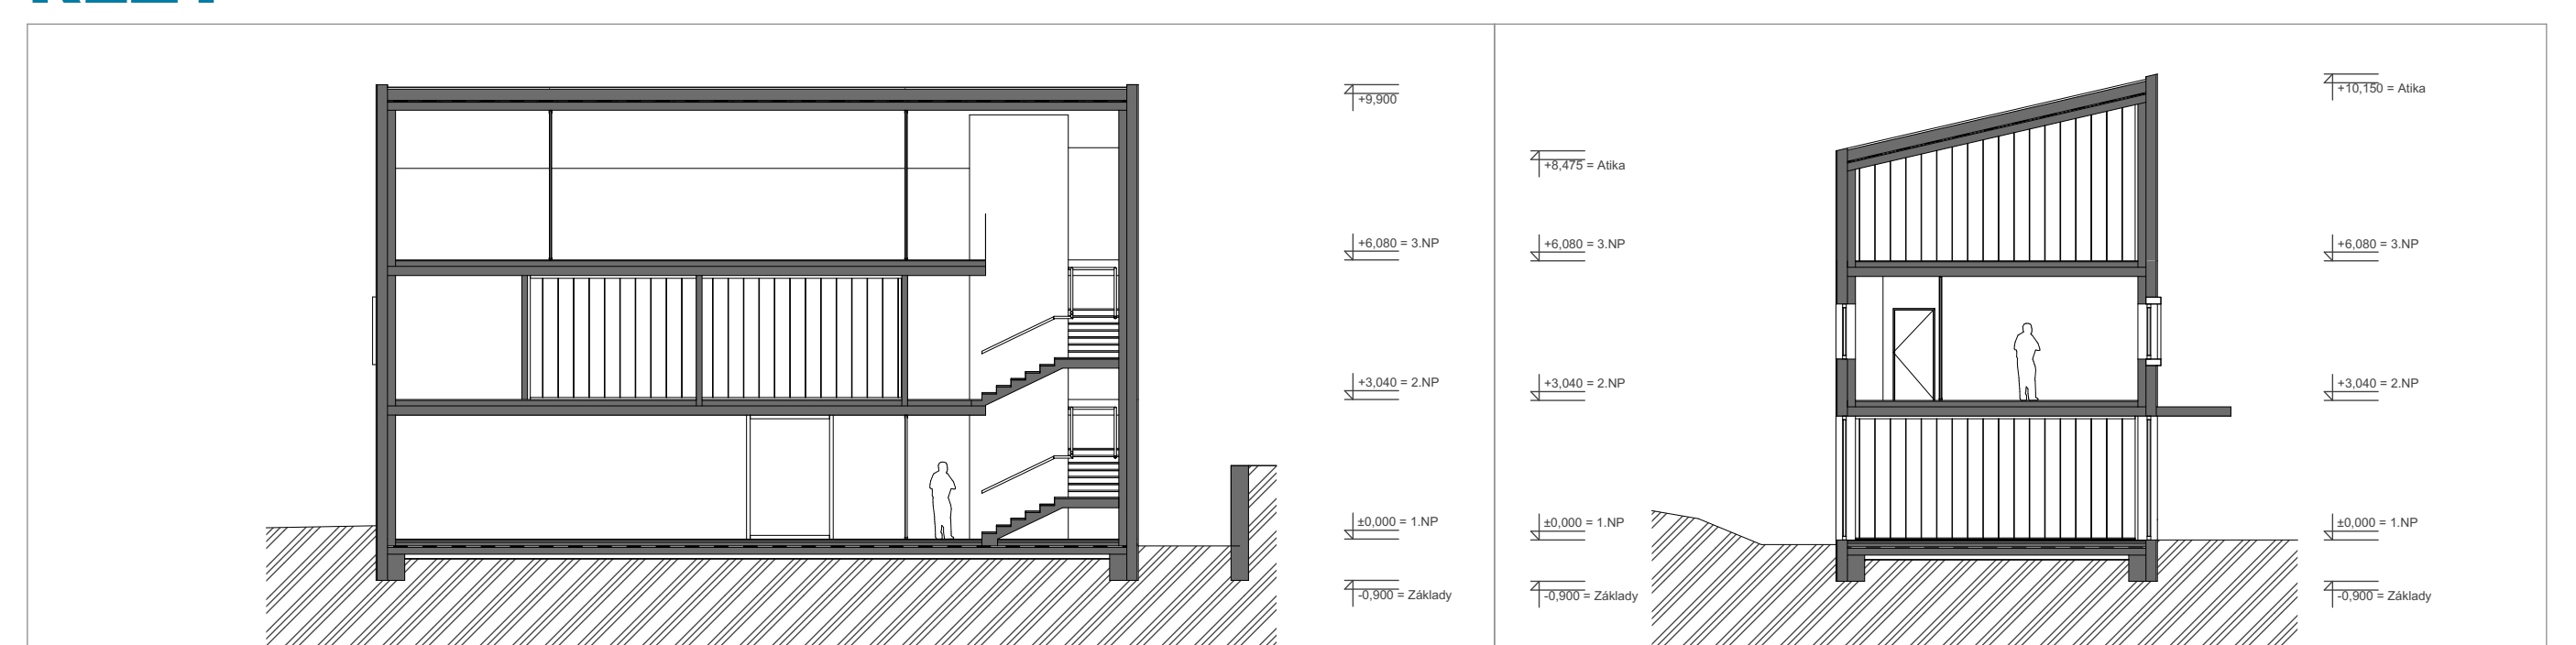 +9,900
+6,080 = 3.NP
+3,040 = 2.NP
±0,000 = 1.NP
-0,900 = Základy
+8,475 = Atika
+6,080 = 3.NP
+3,040 = 2.NP
±0,000 = 1.NP
-0,900 = Základy
+10,150 = Atika
+6,080 = 3.NP
+3,040 = 2.NP
±0,000 = 1.NP
-0,900 = Základy